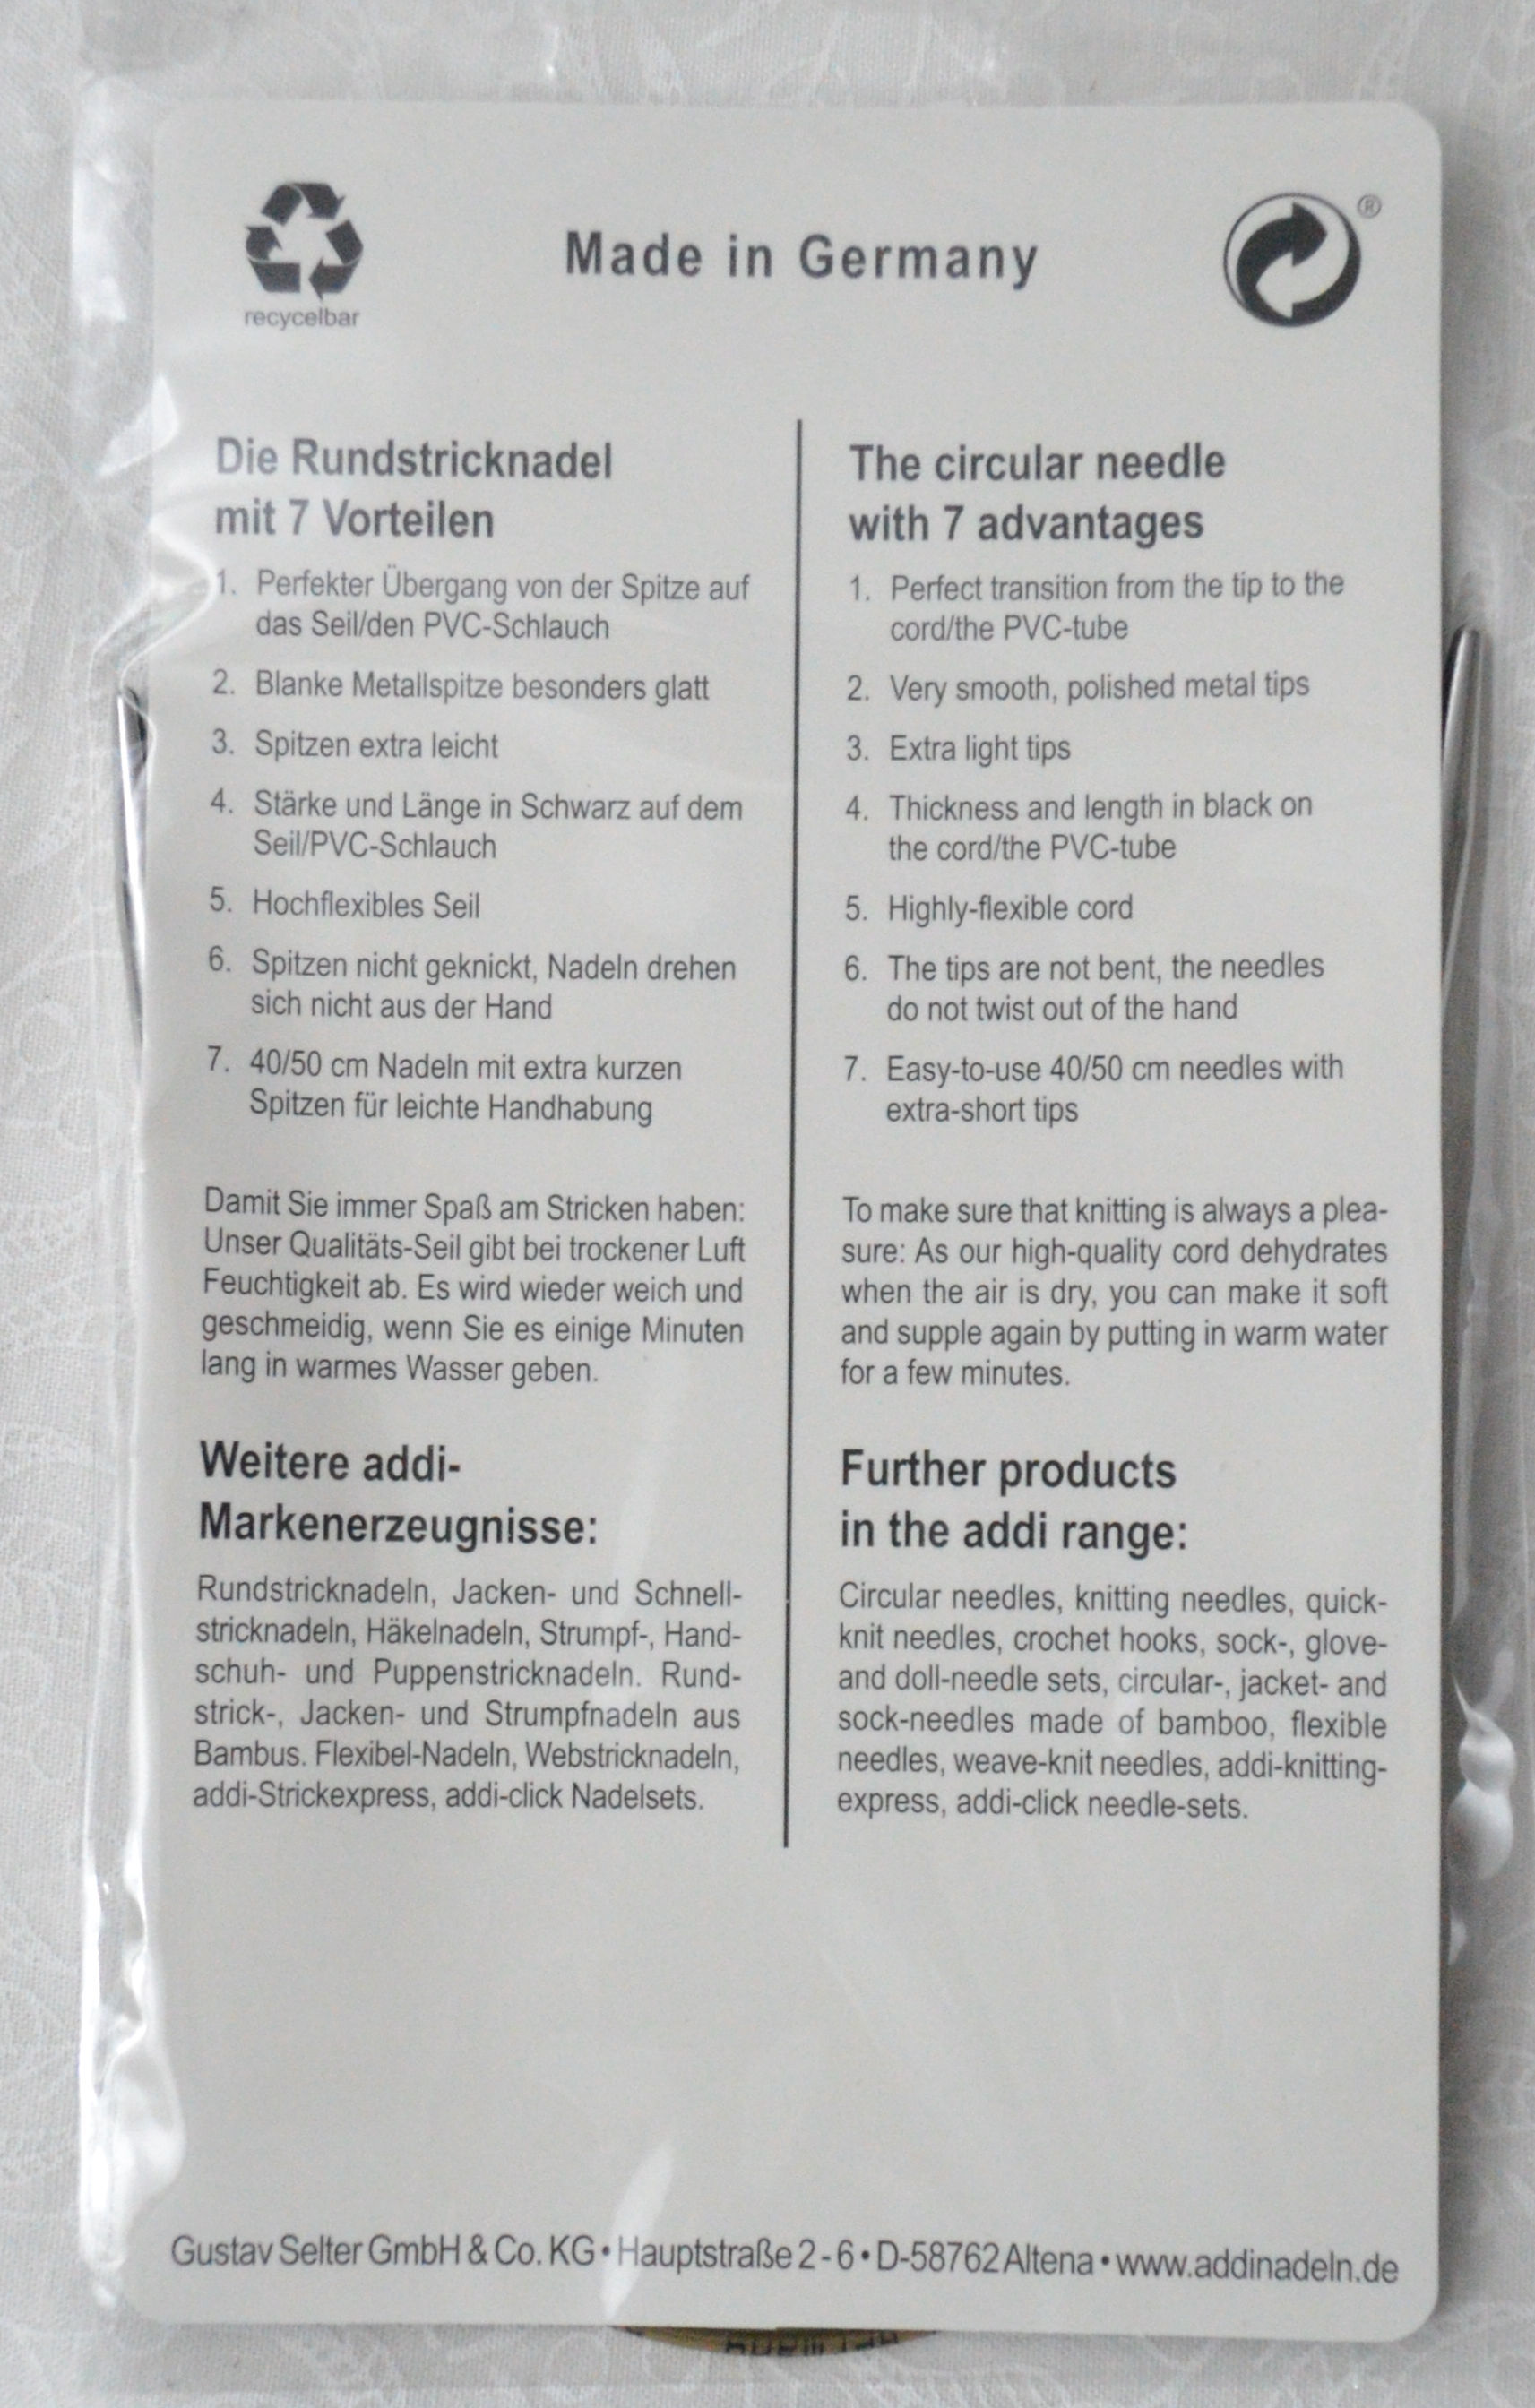 recycelbar
Made in Germany
®
Die Rundstricknadel
mit 7 Vorteilen
1. Perfekter Übergang von der Spitze auf
das Seil/den PVC-Schlauch
2. Blanke Metallspitze besonders glatt
3. Spitzen extra leicht
4. Stärke und Länge in Schwarz auf dem
Seil/PVC-Schlauch
5. Hochflexibles Seil
6. Spitzen nicht geknickt, Nadeln drehen
sich nicht aus der Hand
7. 40/50 cm Nadeln mit extra kurzen
Spitzen für leichte Handhabung
Damit Sie immer Spaß am Stricken haben:
Unser Qualitäts-Seil gibt bei trockener Luft
Feuchtigkeit ab. Es wird wieder weich und
geschmeidig, wenn Sie es einige Minuten
lang in warmes Wasser geben.
Weitere addi-
Markenerzeugnisse:
Rundstricknadeln, Jacken- und Schnell-
stricknadeln, Häkelnadeln, Strumpf-, Hand-
schuh- und Puppenstricknadeln. Rund-
strick-, Jacken- und Strumpfnadeln aus
Bambus. Flexibel-Nadeln, Webstricknadeln,
addi-Strickexpress, addi-click Nadelsets.
The circular needle
with 7 advantages
1. Perfect transition from the tip to the
cord/the PVC-tube
2. Very smooth, polished metal tips
3. Extra light tips
4. Thickness and length in black on
the cord/the PVC-tube
5. Highly-flexible cord
6. The tips are not bent, the needles
do not twist out of the hand
7. Easy-to-use 40/50 cm needles with
extra-short tips
To make sure that knitting is always a plea-
sure: As our high-quality cord dehydrates
when the air is dry, you can make it soft
and supple again by putting in warm water
for a few minutes.
Further products
in the addi range:
Circular needles, knitting needles, quick-
knit needles, crochet hooks, sock-, glove-
and doll-needle sets, circular-, jacket- and
sock-needles made of bamboo, flexible
needles, weave-knit needles, addi-knitting-
express, addi-click needle-sets.
Gustav Selter GmbH & Co. KG • Hauptstraße 2 - 6 • D-58762 Altena • www.addinadeln.de